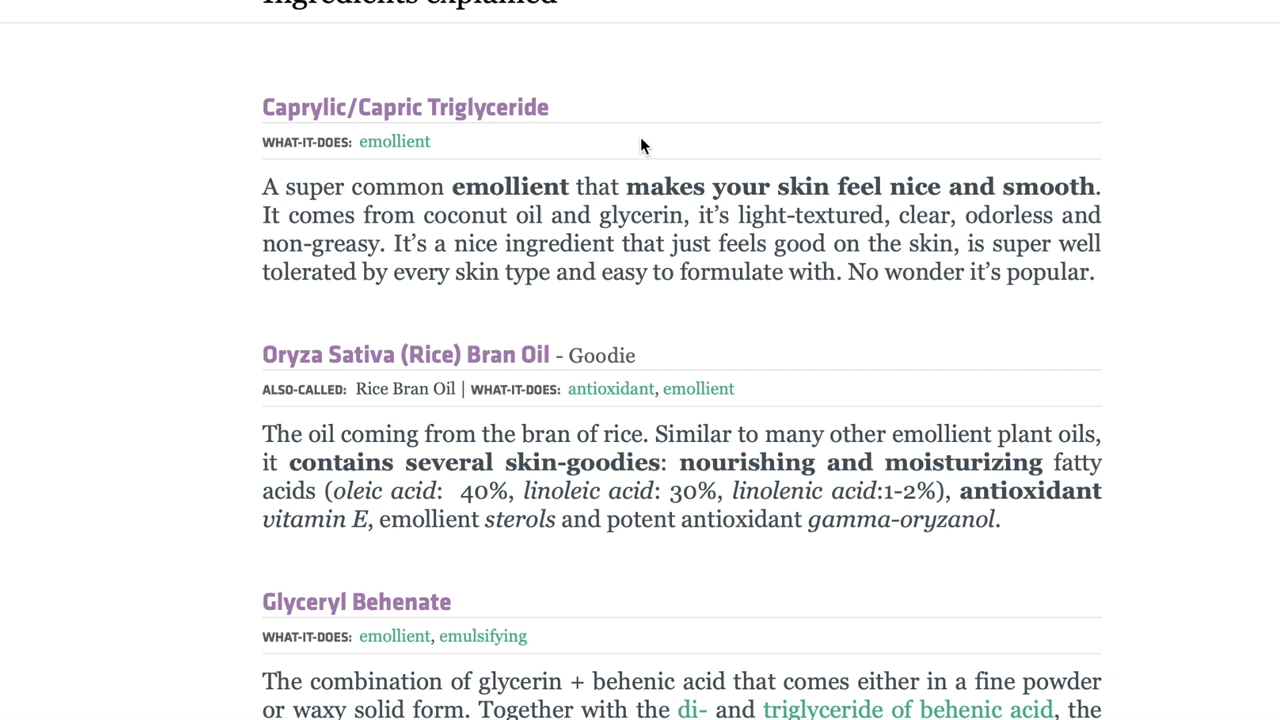 Ingredients explained
Caprylic/Capric Triglyceride
WHAT-IT-DOES: emollient
A super common emollient that makes your skin feel nice and smooth.
It comes from coconut oil and glycerin, it’s light-textured, clear, odorless and
non-greasy. It’s a nice ingredient that just feels good on the skin, is super well
tolerated by every skin type and easy to formulate with. No wonder it’s popular.
Oryza Sativa (Rice) Bran Oil - Goodie
ALSO-CALLED: Rice Bran Oil | WHAT-IT-DOES: antioxidant, emollient
The oil coming from the bran of rice. Similar to many other emollient plant oils,
it contains several skin-goodies: nourishing and moisturizing fatty
acids (oleic acid: 40%, linoleic acid: 30%, linolenic acid:1-2%), antioxidant
vitamin E, emollient sterols and potent antioxidant gamma-oryzanol.
Glyceryl Behenate
WHAT-IT-DOES: emollient, emulsifying
The combination of glycerin + behenic acid that comes either in a fine powder
or waxy solid form. Together with the di- and triglyceride of behenic acid, the